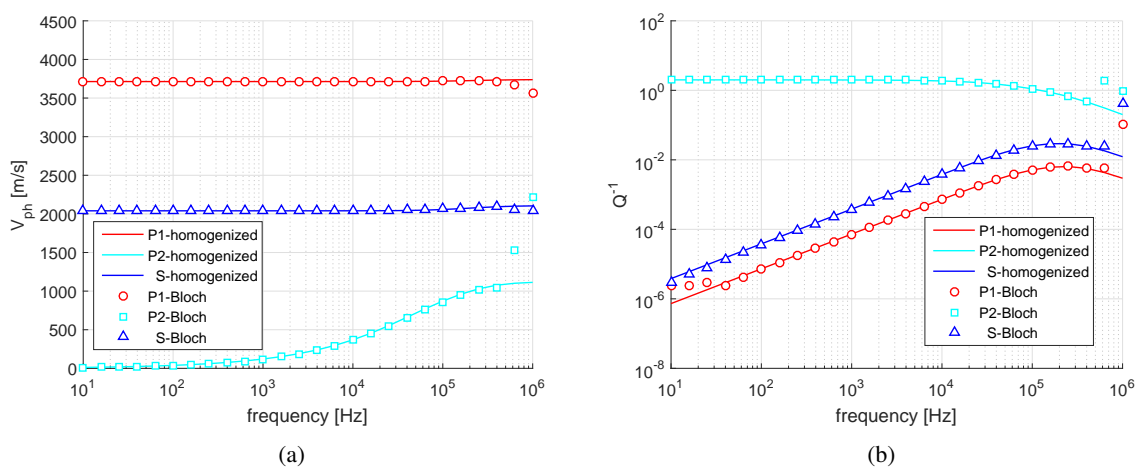 4500
4000
3500
3000
2500
2000
1500
1000
500
0
V_ph [m/s]
P1-homogenized
P2-homogenized
S-homogenized
P1-Bloch
P2-Bloch
S-Bloch
10^1 10^2 10^3 10^4 10^5 10^6
frequency [Hz]
(a)
10^2
10^0
10^-2
10^-4
10^-6
10^-8
Q^-1
P1-homogenized
P2-homogenized
S-homogenized
P1-Bloch
P2-Bloch
S-Bloch
10^1 10^2 10^3 10^4 10^5 10^6
frequency [Hz]
(b)